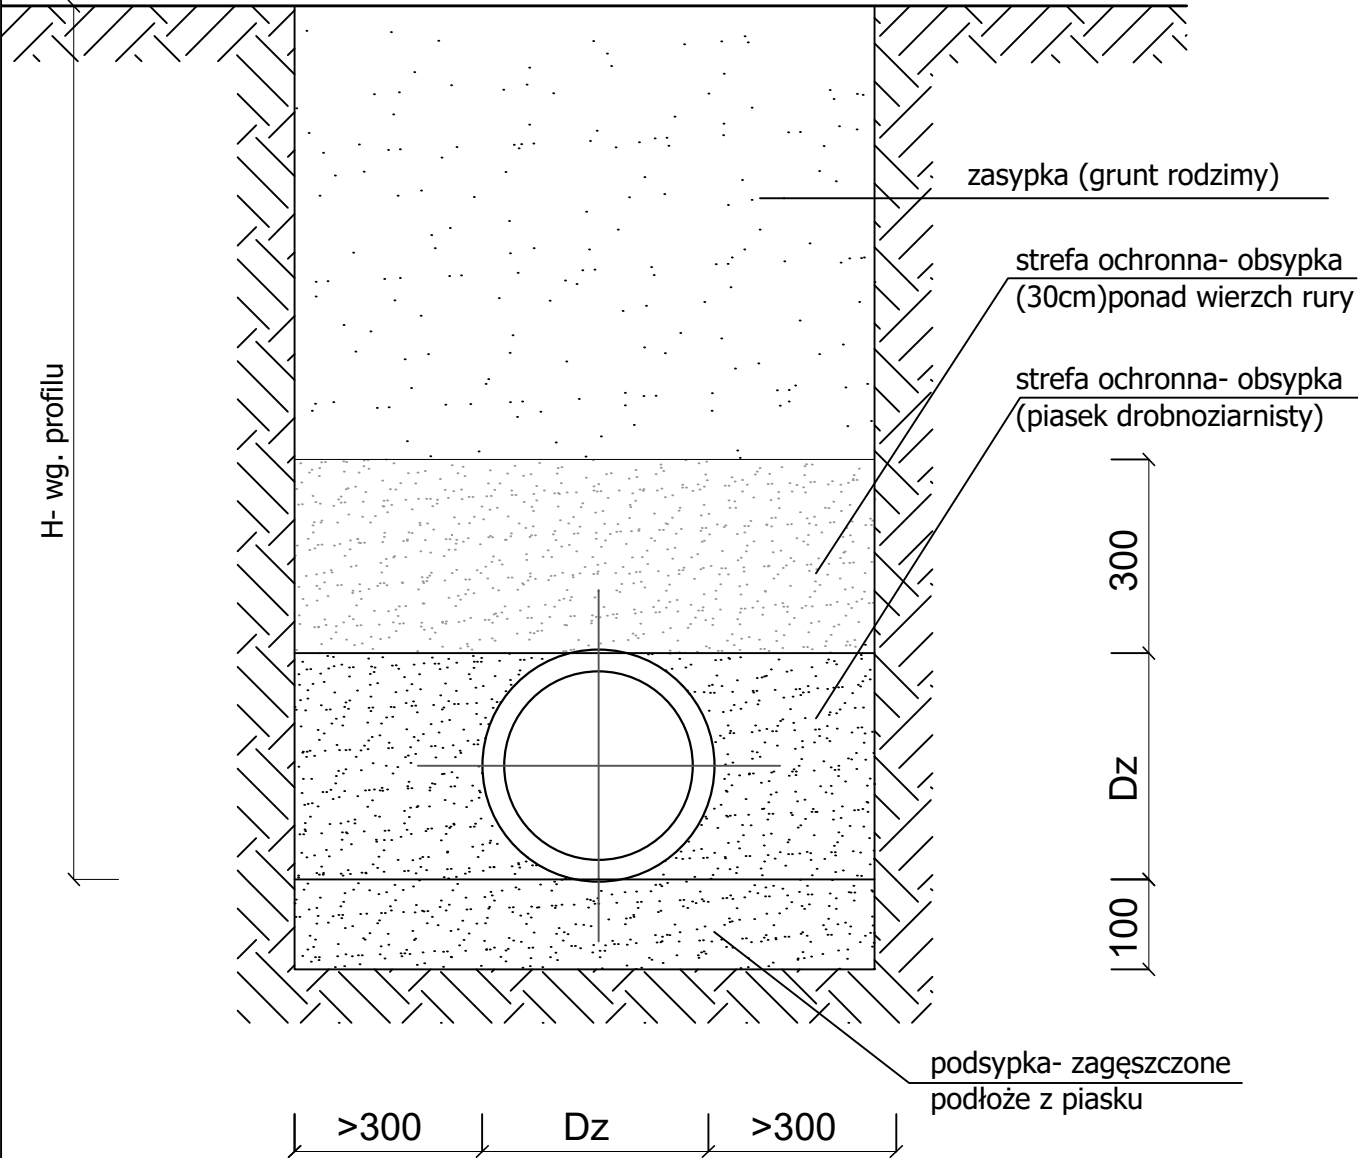 zasypka (grunt rodzimy)
strefa ochronna- obsypka
(30cm)ponad wierzch rury
strefa ochronna- obsypka
(piasek drobnoziarnisty)
H- wg. profilu
300
Dz
100
podsypka- zagęszczone
podłoże z piasku
>300 Dz >300